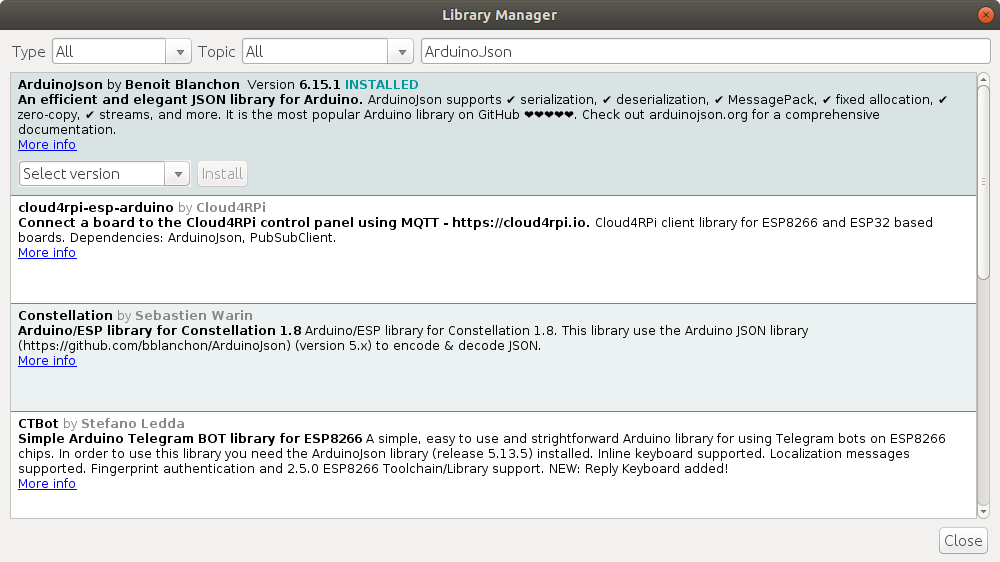 Library Manager
Type All Topic All ArduinoJson
ArduinoJson by Benoit Blanchon Version 6.15.1 INSTALLED
An efficient and elegant JSON library for Arduino. ArduinoJson supports ✔ serialization, ✔ deserialization, ✔ MessagePack, ✔ fixed allocation, ✔
zero-copy, ✔ streams, and more. It is the most popular Arduino library on GitHub ❤❤❤❤❤. Check out arduinojson.org for a comprehensive
documentation.
More info
Select version Install
cloud4rpi-esp-arduino by Cloud4RPi
Connect a board to the Cloud4RPi control panel using MQTT - https://cloud4rpi.io. Cloud4RPi client library for ESP8266 and ESP32 based
boards. Dependencies: ArduinoJson, PubSubClient.
More info
Constellation by Sebastien Warin
Arduino/ESP library for Constellation 1.8 Arduino/ESP library for Constellation 1.8. This library use the Arduino JSON library
(https://github.com/bblanchon/ArduinoJson) (version 5.x) to encode & decode JSON.
More info
CTBot by Stefano Ledda
Simple Arduino Telegram BOT library for ESP8266 A simple, easy to use and strightforward Arduino library for using Telegram bots on ESP8266
chips. In order to use this library you need the ArduinoJson library (release 5.13.5) installed. Inline keyboard supported. Localization messages
supported. Fingerprint authentication and 2.5.0 ESP8266 Toolchain/Library support. NEW: Reply Keyboard added!
More info
Close